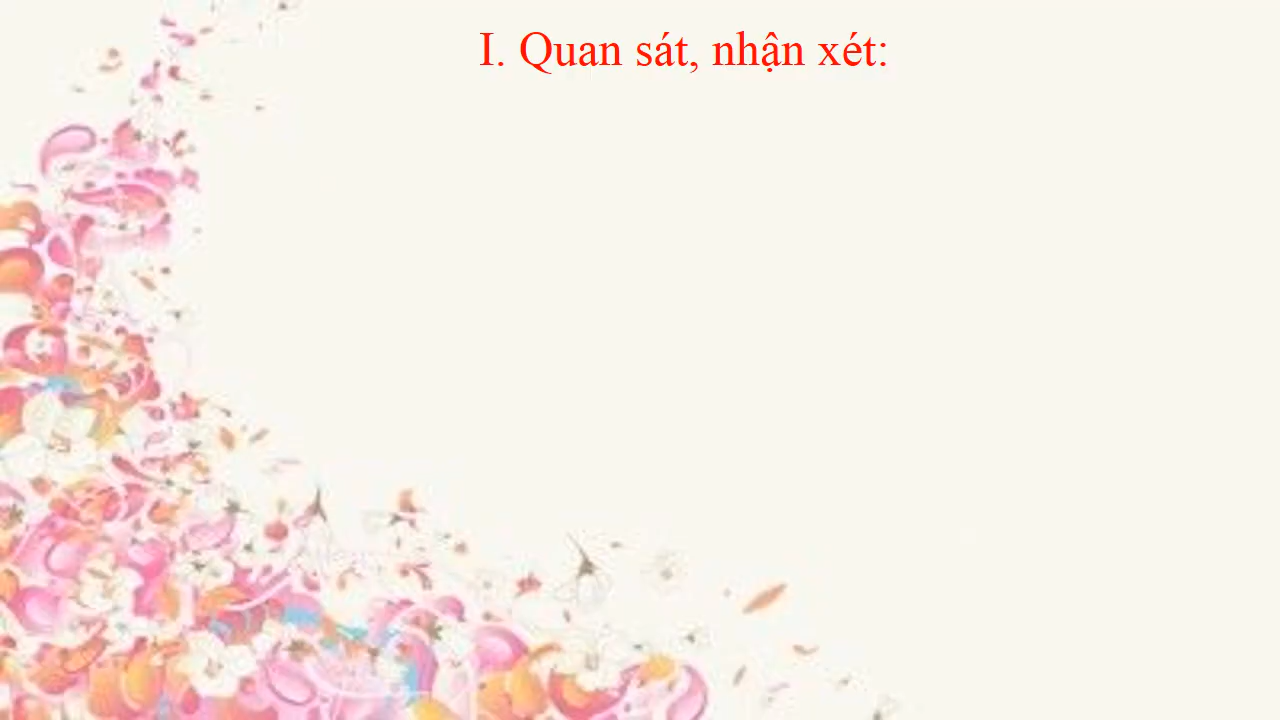 I. Quan sát, nhận xét: